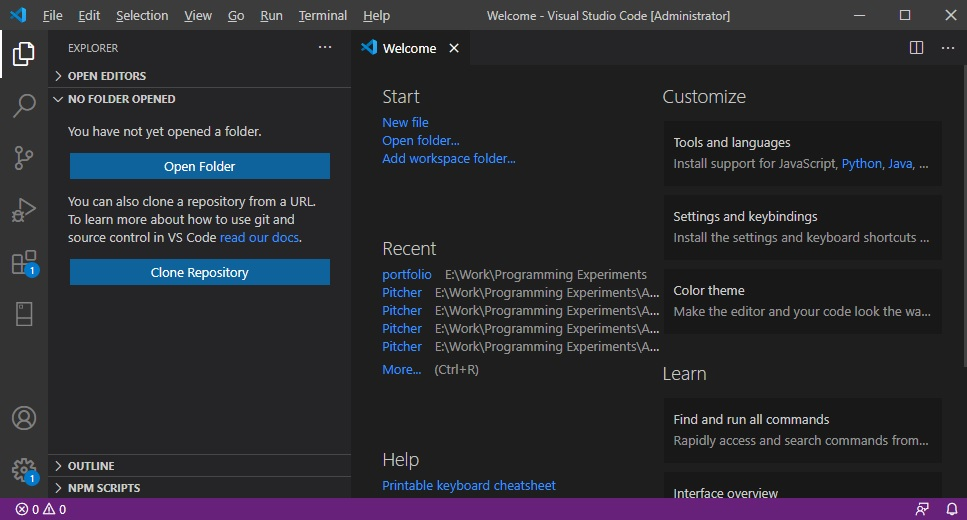 File Edit Selection View Go Run Terminal Help Welcome - Visual Studio Code [Administrator]
EXPLORER
OPEN EDITORS
NO FOLDER OPENED
You have not yet opened a folder.
Open Folder
You can also clone a repository from a URL.
To learn more about how to use git and
source control in VS Code read our docs.
Clone Repository
OUTLINE
NPM SCRIPTS
1
1
Welcome
Start
New file
Open folder...
Add workspace folder...
Recent
portfolio E:\Work\Programming Experiments
Pitcher E:\Work\Programming Experiments\A...
Pitcher E:\Work\Programming Experiments\A...
Pitcher E:\Work\Programming Experiments\A...
Pitcher E:\Work\Programming Experiments\A...
More... (Ctrl+R)
Help
Printable keyboard cheatsheet
Customize
Tools and languages
Install support for JavaScript, Python, Java, ...
Settings and keybindings
Install the settings and keyboard shortcuts ...
Color theme
Make the editor and your code look the wa...
Learn
Find and run all commands
Rapidly access and search commands from...
Interface overview
0 0